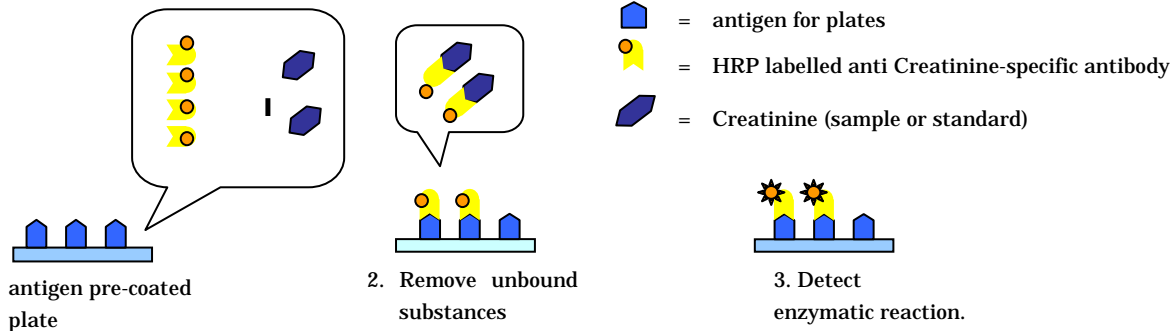 = antigen for plates
= HRP labelled anti Creatinine-specific antibody
= Creatinine (sample or standard)
antigen pre-coated
plate
2. Remove unbound
substances
3. Detect
enzymatic reaction.